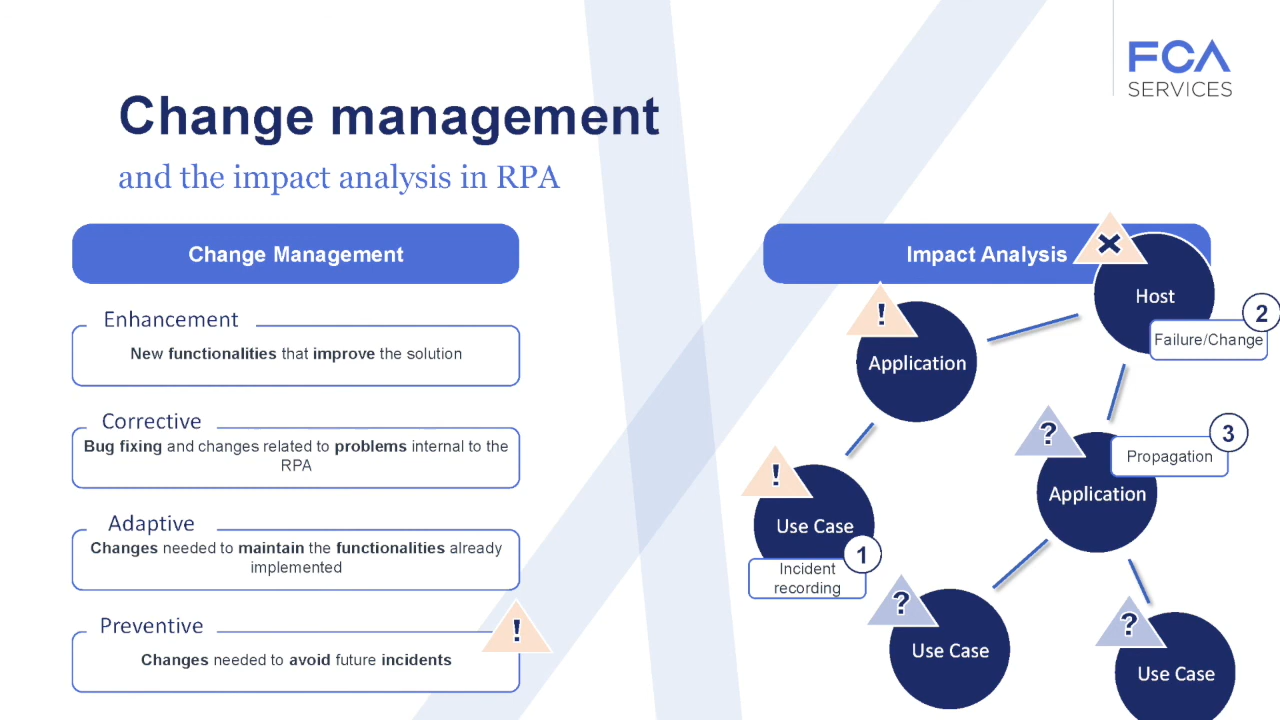 FCA
SERVICES
Change management
and the impact analysis in RPA
Change Management
Enhancement
New functionalities that improve the solution
Corrective
Bug fixing and changes related to problems internal to the
RPA
Adaptive
Changes needed to maintain the functionalities already
implemented
Preventive
!
Changes needed to avoid future incidents
Impact Analysis
Host
2
Failure/Change
!
Application
?
3
Propagation
Application
!
Use Case
1
Incident
recording
?
Use Case
?
Use Case